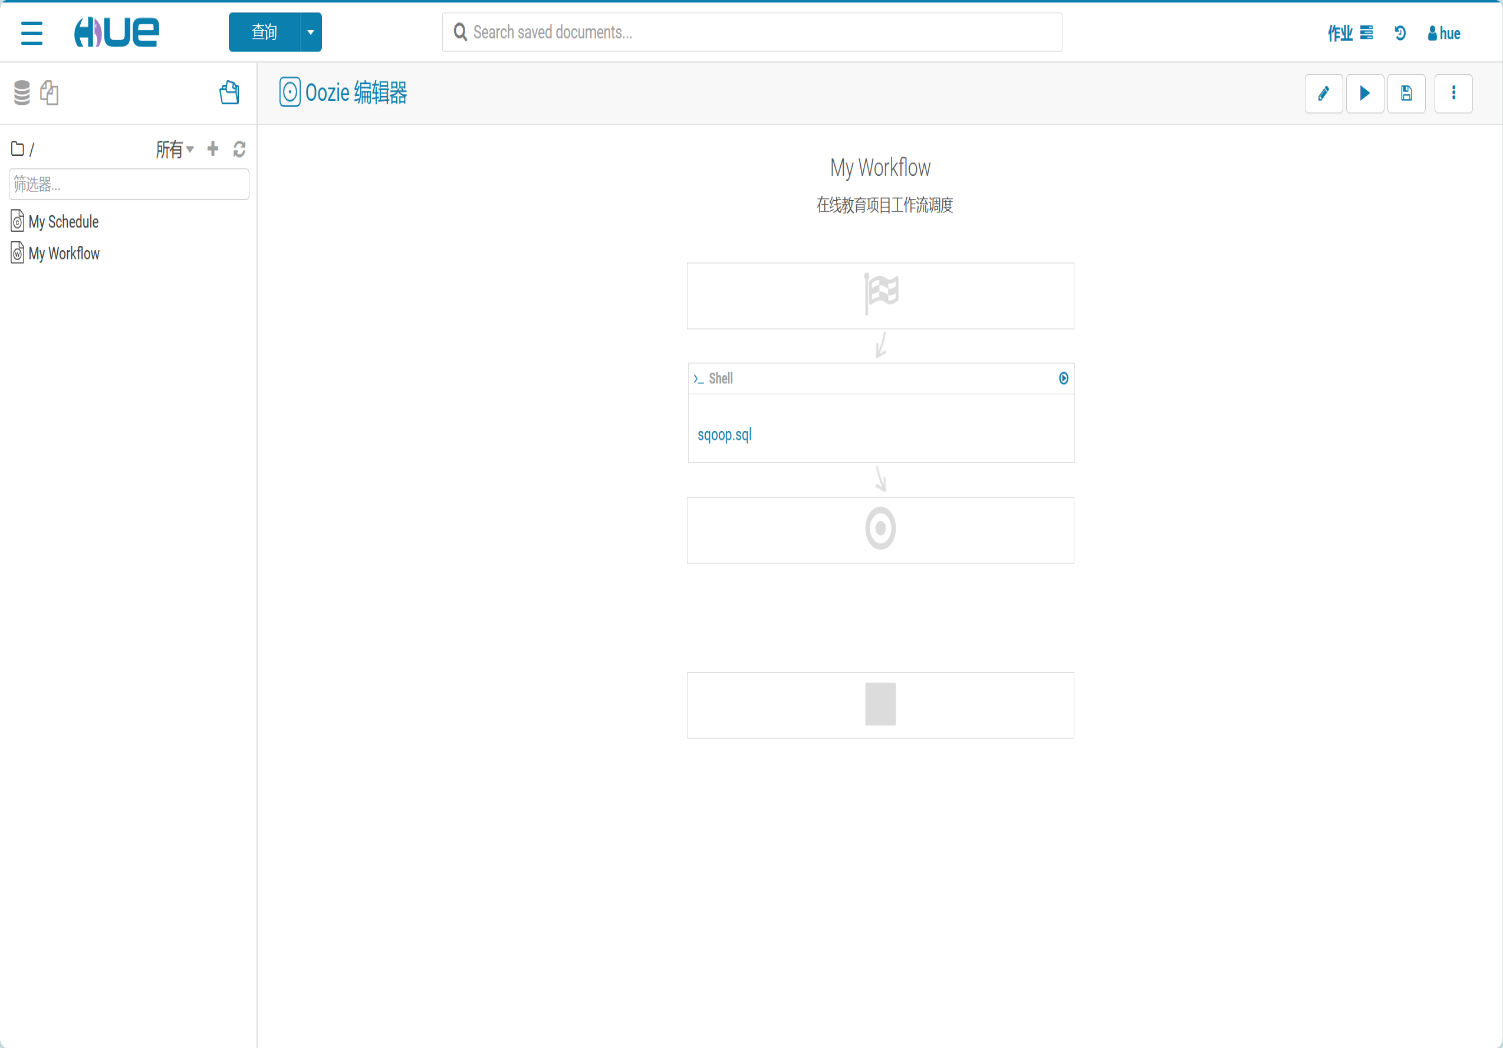 HUE
查询
Search saved documents...
作业
hue
Oozie 编辑器
/
所有
筛选器...
My Schedule
My Workflow
My Workflow
在线教育项目工作流调度
Shell
sqoop.sql